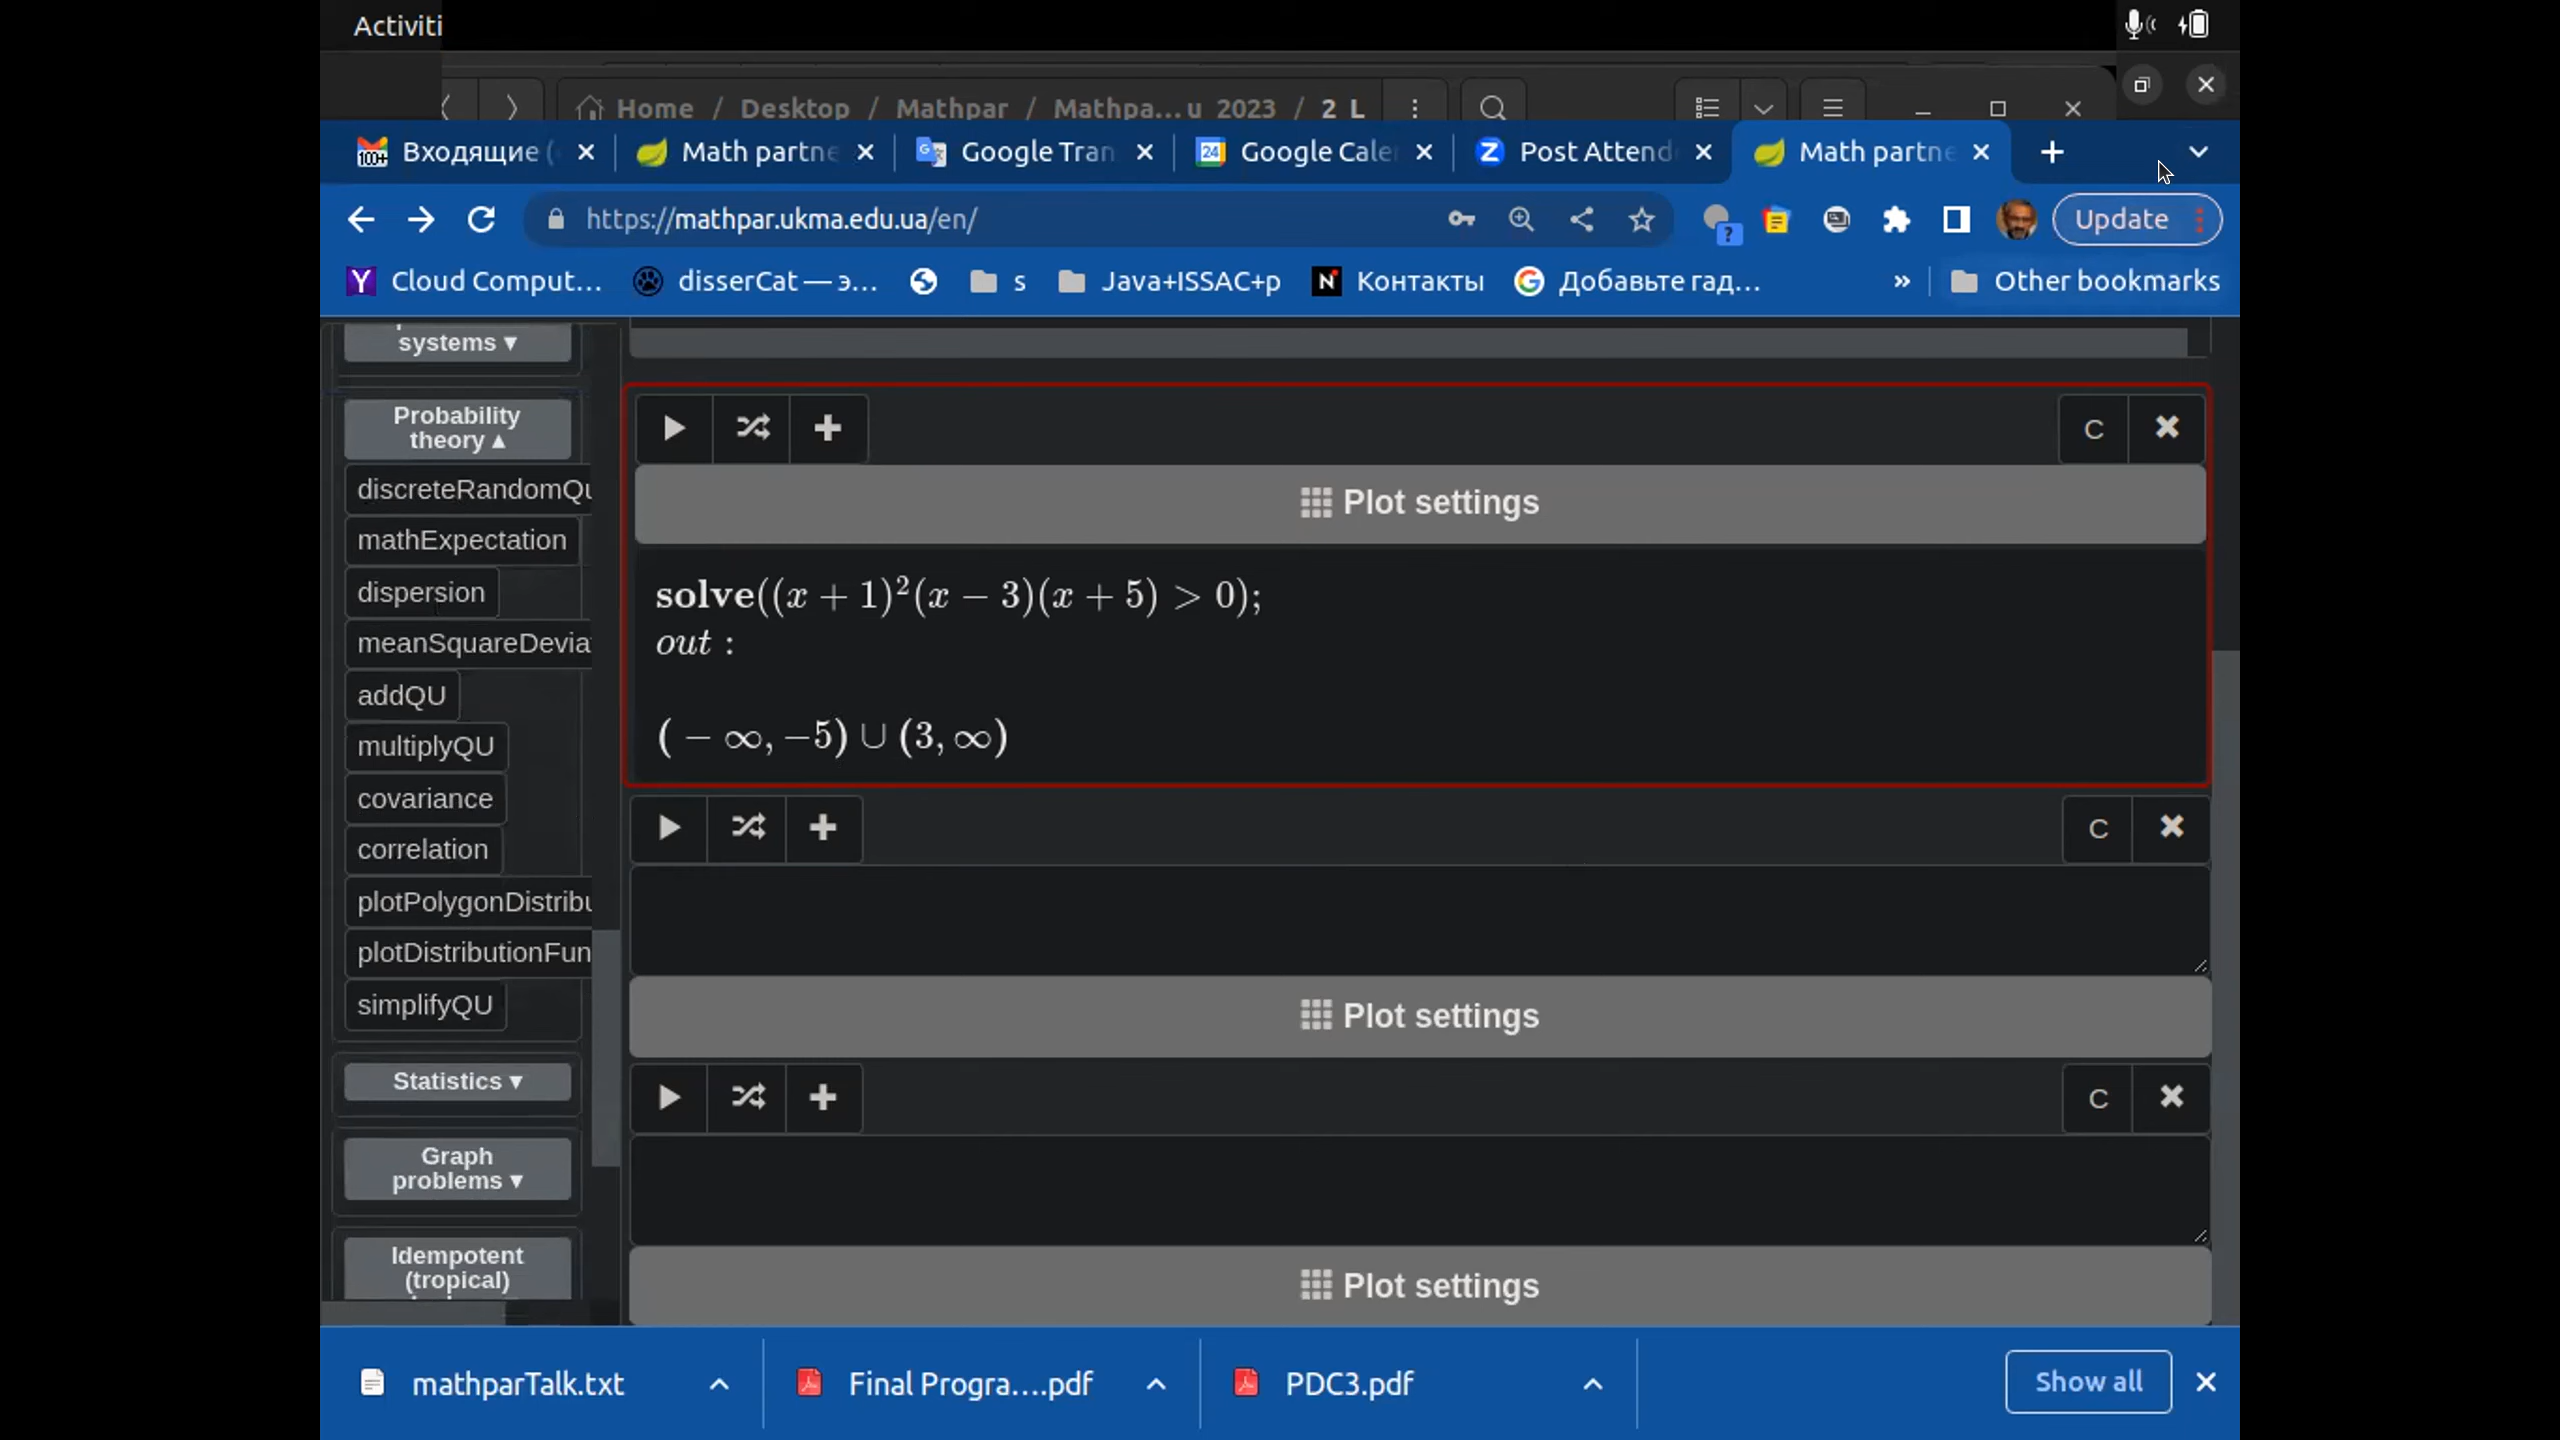 Activiti
Home / Desktop / Mathpar / Mathpa…u 2023 / 2 L
Входящие ( Math partne Google Tran Google Cale Post Attend Math partne
https://mathpar.ukma.edu.ua/en/ Update
Cloud Comput… disserCat — э… s Java+ISSAC+p Контакты Добавьте гад… » Other bookmarks
systems ▾
Probability
theory ▴
discreteRandomQu
mathExpectation
dispersion
meanSquareDeviat
addQU
multiplyQU
covariance
correlation
plotPolygonDistribu
plotDistributionFun
simplifyQU
Statistics ▾
Graph
problems ▾
Idempotent
(tropical)
C
Plot settings
solve((x + 1)²(x − 3)(x + 5) > 0);
out :
( − ∞, −5) ∪ (3, ∞)
C
Plot settings
C
Plot settings
mathparTalk.txt Final Progra….pdf PDC3.pdf Show all